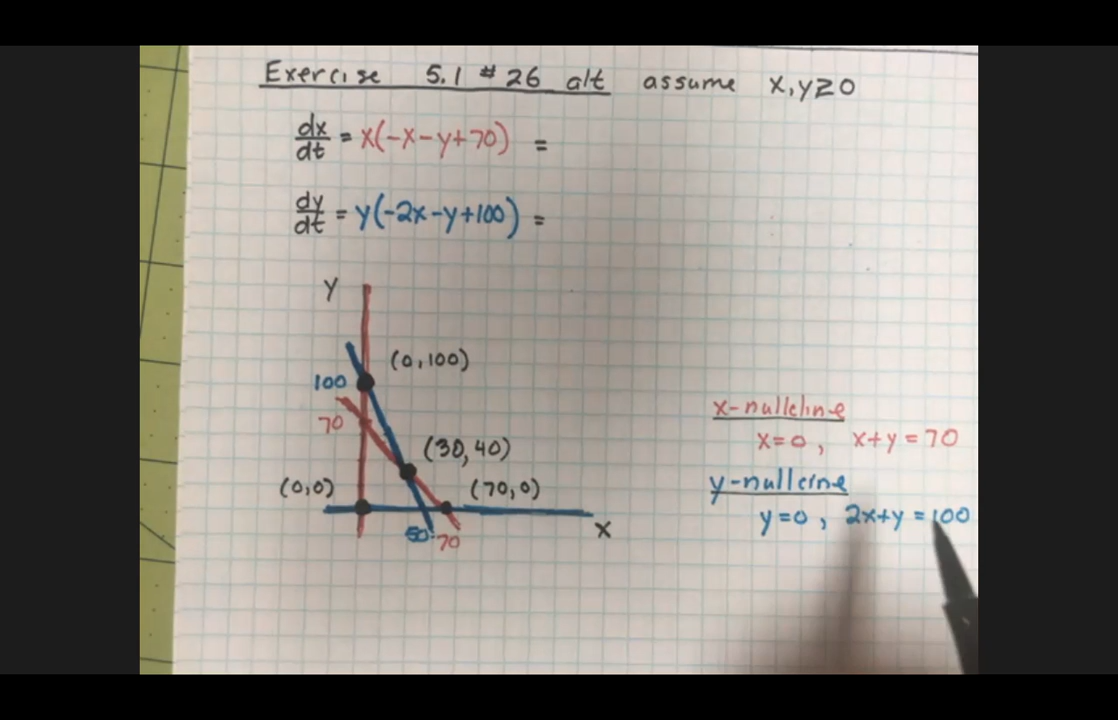 Exercise 5.1 #26 alt assume x,y≥0
dx/dt = x(-x-y+70) =
dy/dt = y(-2x-y+100) =
y
(0,100)
100
70
(30,40)
(0,0)
(70,0)
50
70
x
x-nullcline
x=0, x+y=70
y-nullcine
y=0, 2x+y=100